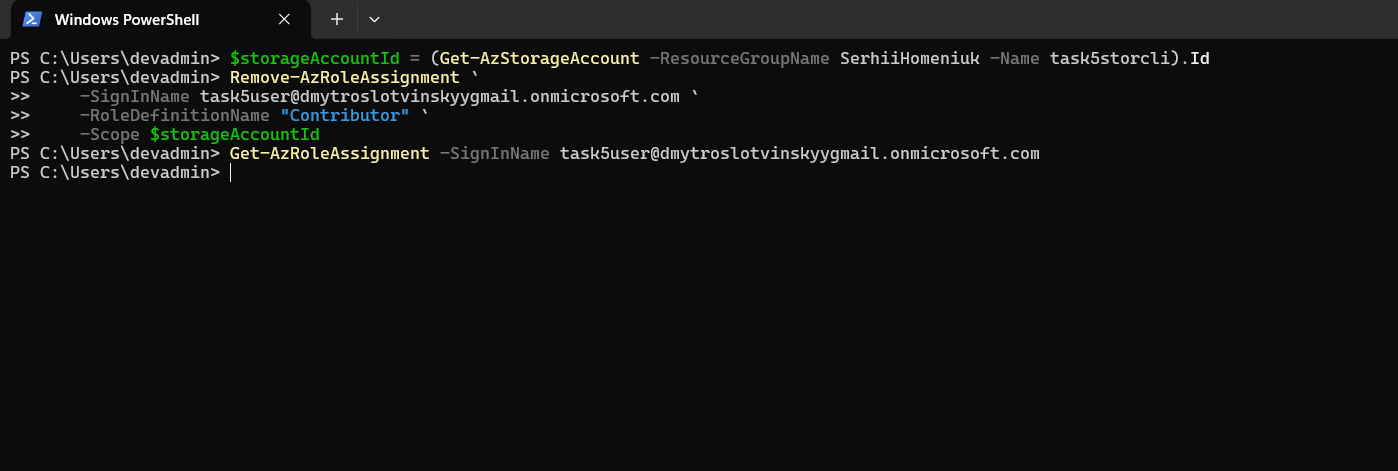 Windows PowerShell
PS C:\Users\devadmin> $storageAccountId = (Get-AzStorageAccount -ResourceGroupName SerhiiHomeniuk -Name task5storcli).Id
PS C:\Users\devadmin> Remove-AzRoleAssignment `
>>     -SignInName task5user@dmytroslotvinskyygmail.onmicrosoft.com `
>>     -RoleDefinitionName "Contributor" `
>>     -Scope $storageAccountId
PS C:\Users\devadmin> Get-AzRoleAssignment -SignInName task5user@dmytroslotvinskyygmail.onmicrosoft.com
PS C:\Users\devadmin>